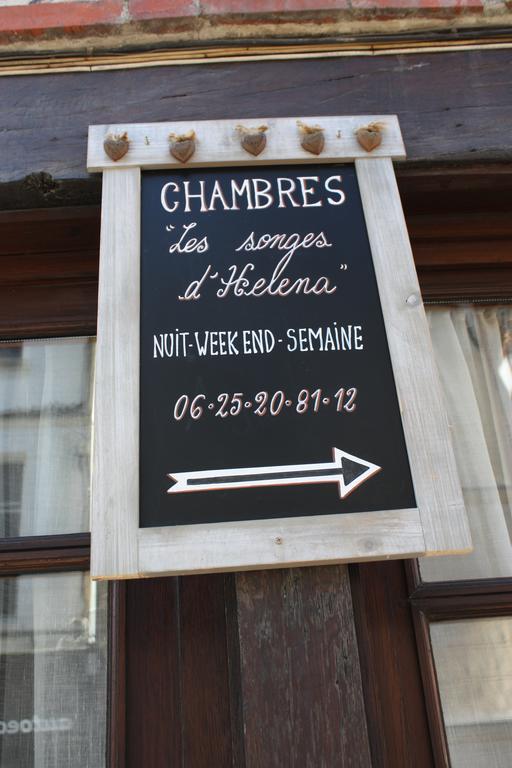 CHAMBRES
"Les songes
d'Helena"
NUIT-WEEK END-SEMAINE
06-25-20-81-12